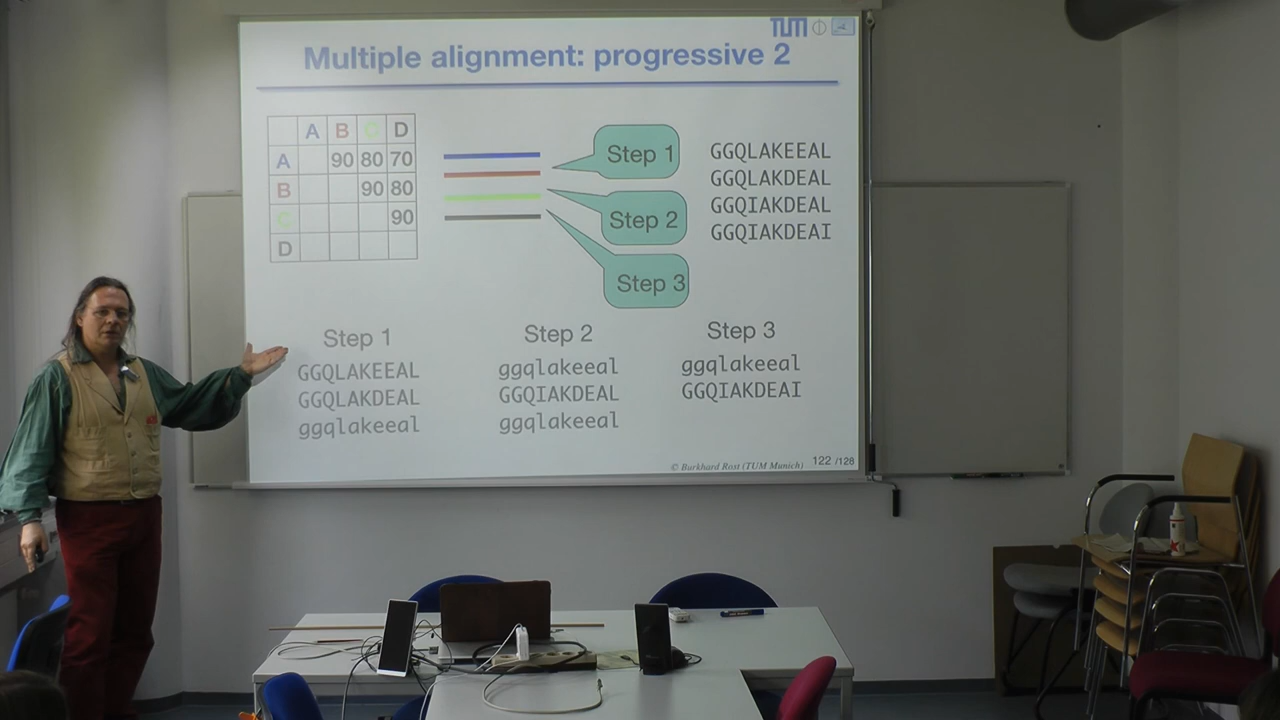 TUM
Multiple alignment: progressive 2
A B C D
A 90 80 70
B 90 80
C 90
D
Step 1
Step 2
Step 3
GGQLAKEEAL
GGQLAKDEAL
GGQIAKDEAL
GGQIAKDEAI
Step 1
GGQLAKEEAL
GGQLAKDEAL
ggqlakeeal
Step 2
ggqlakeeal
GGQIAKDEAL
ggqlakeeal
Step 3
ggqlakeeal
GGQIAKDEAI
© Burkhard Rost (TUM Munich)
122 /128